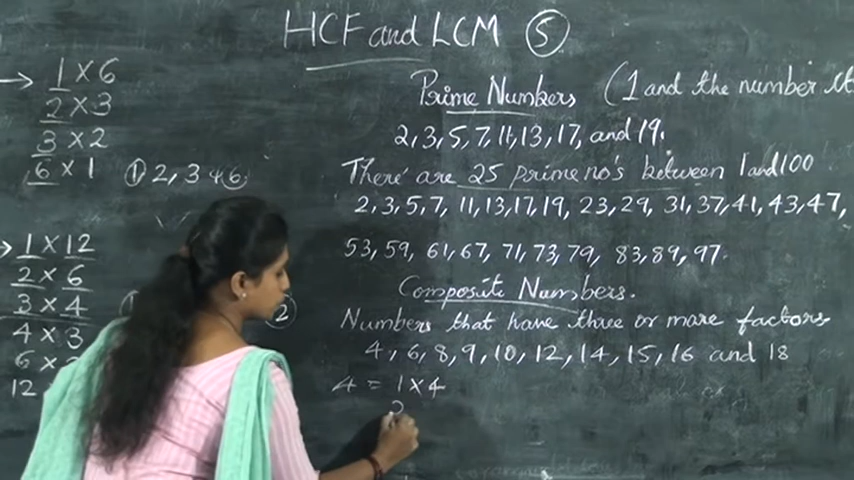 HCF and LCM 5
→ 1 × 6
2 × 3
3 × 2
6 × 1 1 2, 3 & 6
→ 1 × 12
2 × 6
3 × 4
4 × 3
6 ×
12
2
Prime Numbers (1 and the number it
2, 3, 5, 7, 11, 13, 17, and 19.
There are 25 prime no's between 1 and 100
2, 3, 5, 7, 11, 13, 17, 19, 23, 29, 31, 37, 41, 43, 47,
53, 59, 61, 67, 71, 73, 79, 83, 89, 97.
Composite Numbers.
Numbers that have three or more factors
4, 6, 8, 9, 10, 12, 14, 15, 16 and 18
4 = 1 × 4
2